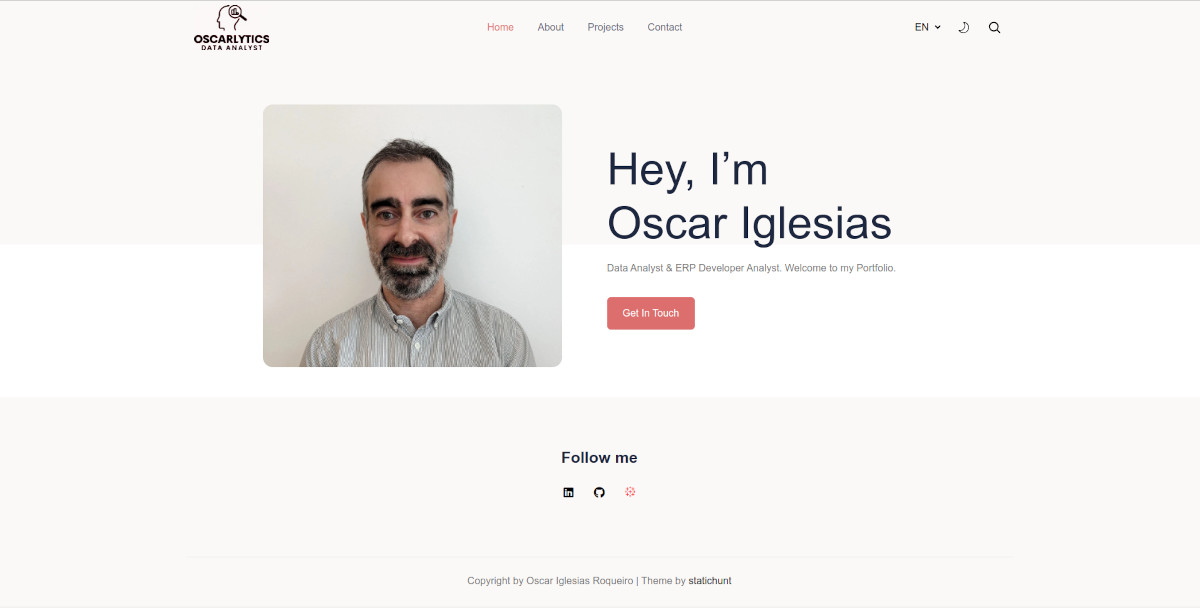 OSCARLYTICS
DATA ANALYST
Home About Projects Contact
EN
Hey, I’m
Oscar Iglesias
Data Analyst & ERP Developer Analyst. Welcome to my Portfolio.
Get In Touch
Follow me
Copyright by Oscar Iglesias Roqueiro | Theme by statichunt